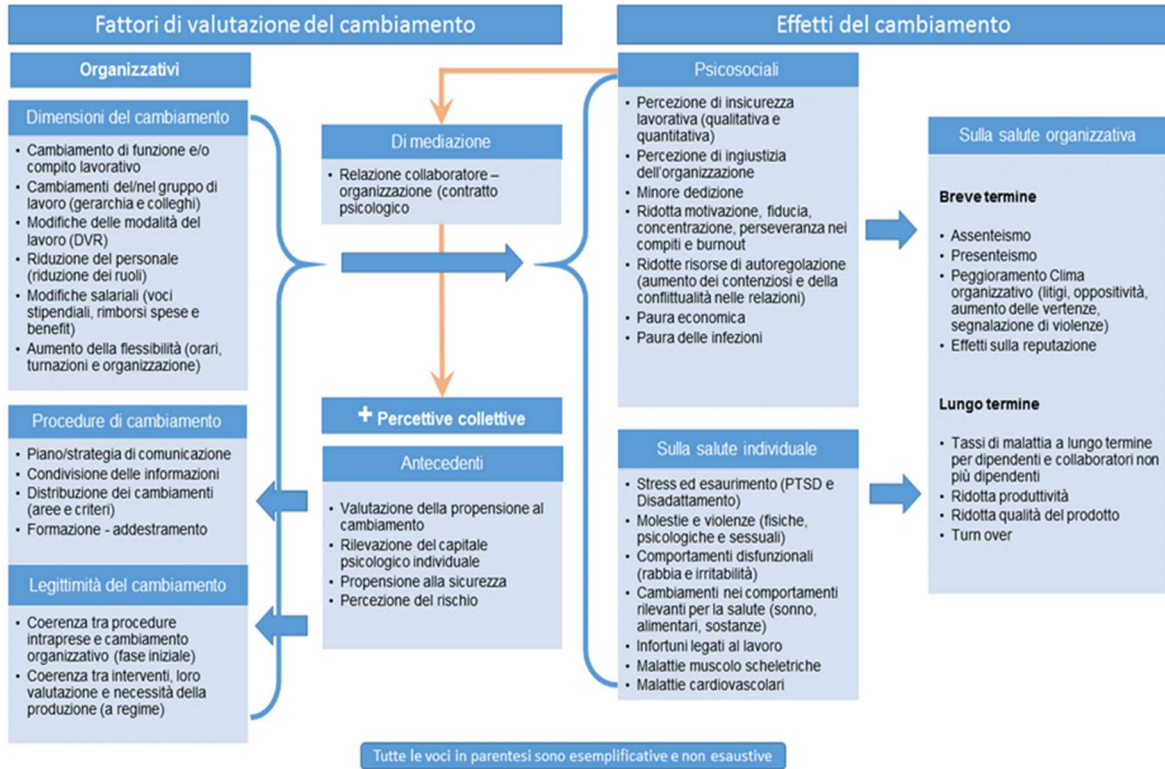 Fattori di valutazione del cambiamento
Organizzativi
Dimensioni del cambiamento
• Cambiamento di funzione e/o
compito lavorativo
• Cambiamenti del/nel gruppo di
lavoro (gerarchia e colleghi)
• Modifiche delle modalità del
lavoro (DVR)
• Riduzione del personale
(riduzione dei ruoli)
• Modifiche salariali (voci
stipendiali, rimborsi spese e
benefit)
• Aumento della flessibilità (orari,
turnazioni e organizzazione)
Procedure di cambiamento
• Piano/strategia di comunicazione
• Condivisione delle informazioni
• Distribuzione dei cambiamenti
(aree e criteri)
• Formazione - addestramento
Legittimità del cambiamento
• Coerenza tra procedure
intraprese e cambiamento
organizzativo (fase iniziale)
• Coerenza tra interventi, loro
valutazione e necessità della
produzione (a regime)
Di mediazione
• Relazione collaboratore –
organizzazione (contratto
psicologico
+ Percettive collettive
Antecedenti
• Valutazione della propensione al
cambiamento
• Rilevazione del capitale
psicologico individuale
• Propensione alla sicurezza
• Percezione del rischio
Effetti del cambiamento
Psicosociali
• Percezione di insicurezza
lavorativa (qualitativa e
quantitativa)
• Percezione di ingiustizia
dell'organizzazione
• Minore dedizione
• Ridotta motivazione, fiducia,
concentrazione, perseveranza nei
compiti e burnout
• Ridotte risorse di autoregolazione
(aumento dei contenziosi e della
conflittualità nelle relazioni)
• Paura economica
• Paura delle infezioni
Sulla salute individuale
• Stress ed esaurimento (PTSD e
Disadattamento)
• Molestie e violenze (fisiche,
psicologiche e sessuali)
• Comportamenti disfunzionali
(rabbia e irritabilità)
• Cambiamenti nei comportamenti
rilevanti per la salute (sonno,
alimentari, sostanze)
• Infortuni legati al lavoro
• Malattie muscolo scheletriche
• Malattie cardiovascolari
Sulla salute organizzativa
Breve termine
• Assenteismo
• Presenteismo
• Peggioramento Clima
organizzativo (litigi, oppositività,
aumento delle vertenze,
segnalazione di violenze)
• Effetti sulla reputazione
Lungo termine
• Tassi di malattia a lungo termine
per dipendenti e collaboratori non
più dipendenti
• Ridotta produttività
• Ridotta qualità del prodotto
• Turn over
Tutte le voci in parentesi sono esemplificative e non esaustive